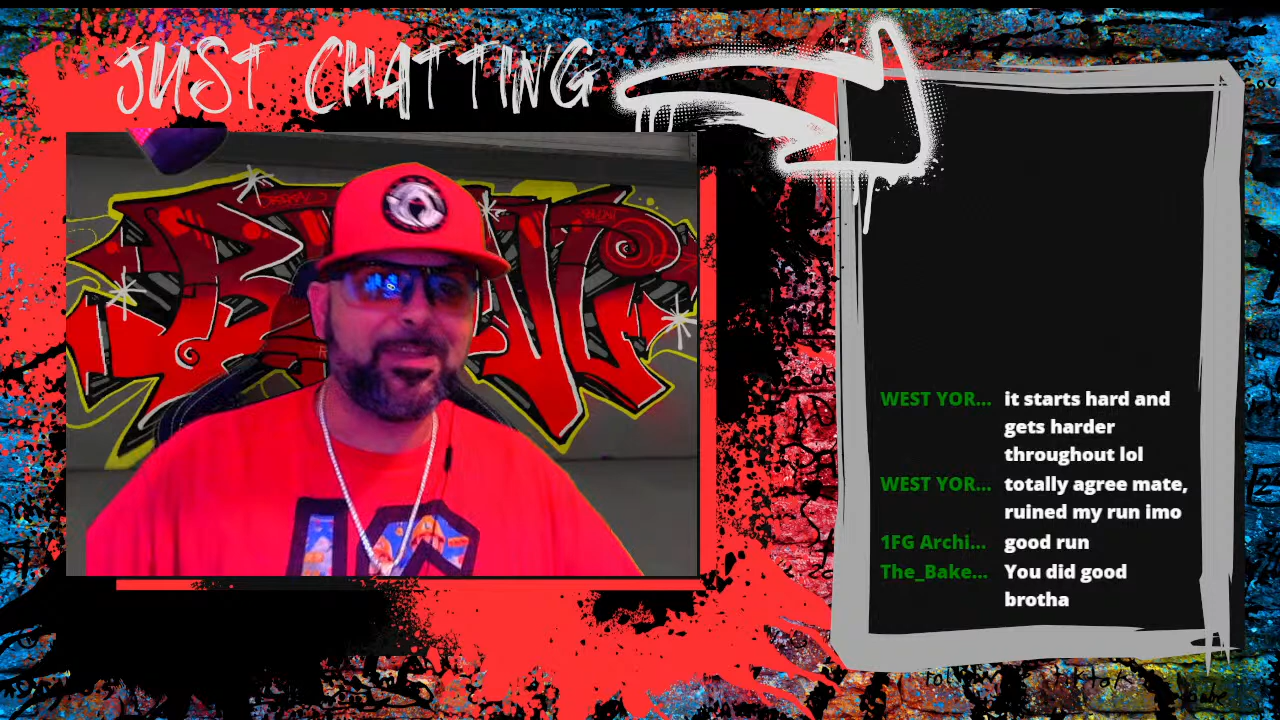 JUST CHATTING
WEST YOR... it starts hard and
gets harder
throughout lol
WEST YOR... totally agree mate,
ruined my run imo
1FG Archi... good run
The_Bake... You did good
brotha